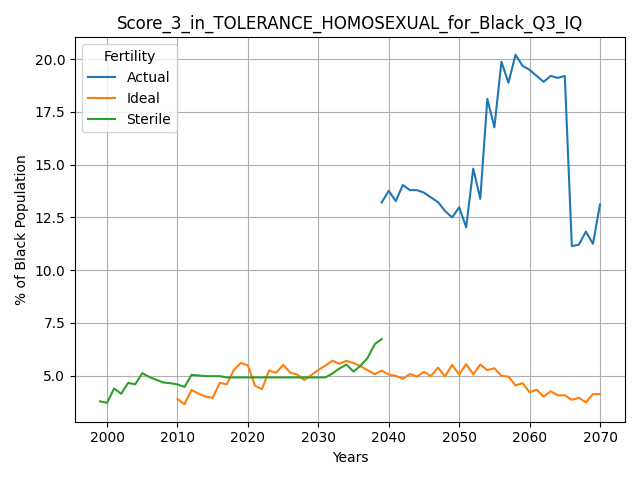 Score_3_in_TOLERANCE_HOMOSEXUAL_for_Black_Q3_IQ
Fertility
Actual
Ideal
Sterile
% of Black Population
20.0
17.5
15.0
12.5
10.0
7.5
5.0
2000 2010 2020 2030 2040 2050 2060 2070
Years